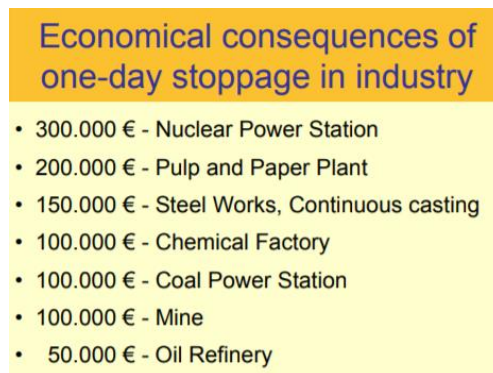 Economical consequences of
one-day stoppage in industry
• 300.000 € - Nuclear Power Station
• 200.000 € - Pulp and Paper Plant
• 150.000 € - Steel Works, Continuous casting
• 100.000 € - Chemical Factory
• 100.000 € - Coal Power Station
• 100.000 € - Mine
• 50.000 € - Oil Refinery